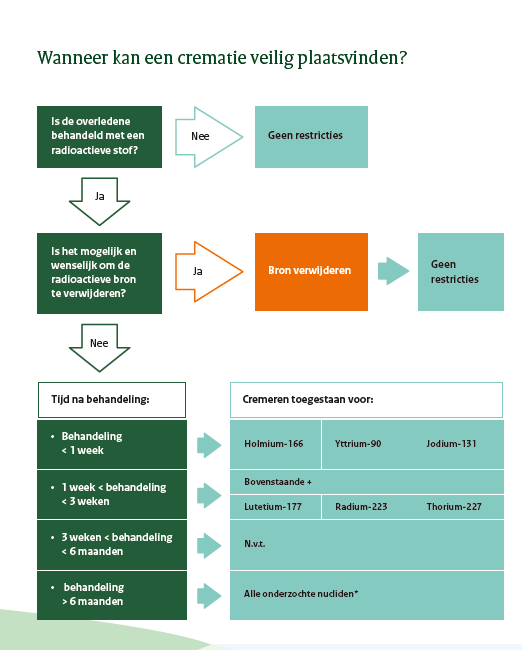 Wanneer kan een crematie veilig plaatsvinden?
Is de overledene
behandeld met een
radioactieve stof?
Nee
Geen restricties
Ja
Is het mogelijk en
wenselijk om de
radioactieve bron
te verwijderen?
Ja
Bron verwijderen
Geen
restricties
Nee
Tijd na behandeling:
Cremeren toegestaan voor:
• Behandeling
< 1 week
Holmium-166
Yttrium-90
Jodium-131
• 1 week < behandeling
< 3 weken
Bovenstaande +
Lutetium-177
Radium-223
Thorium-227
• 3 weken < behandeling
< 6 maanden
N.v.t.
• behandeling
> 6 maanden
Alle onderzochte nucliden*